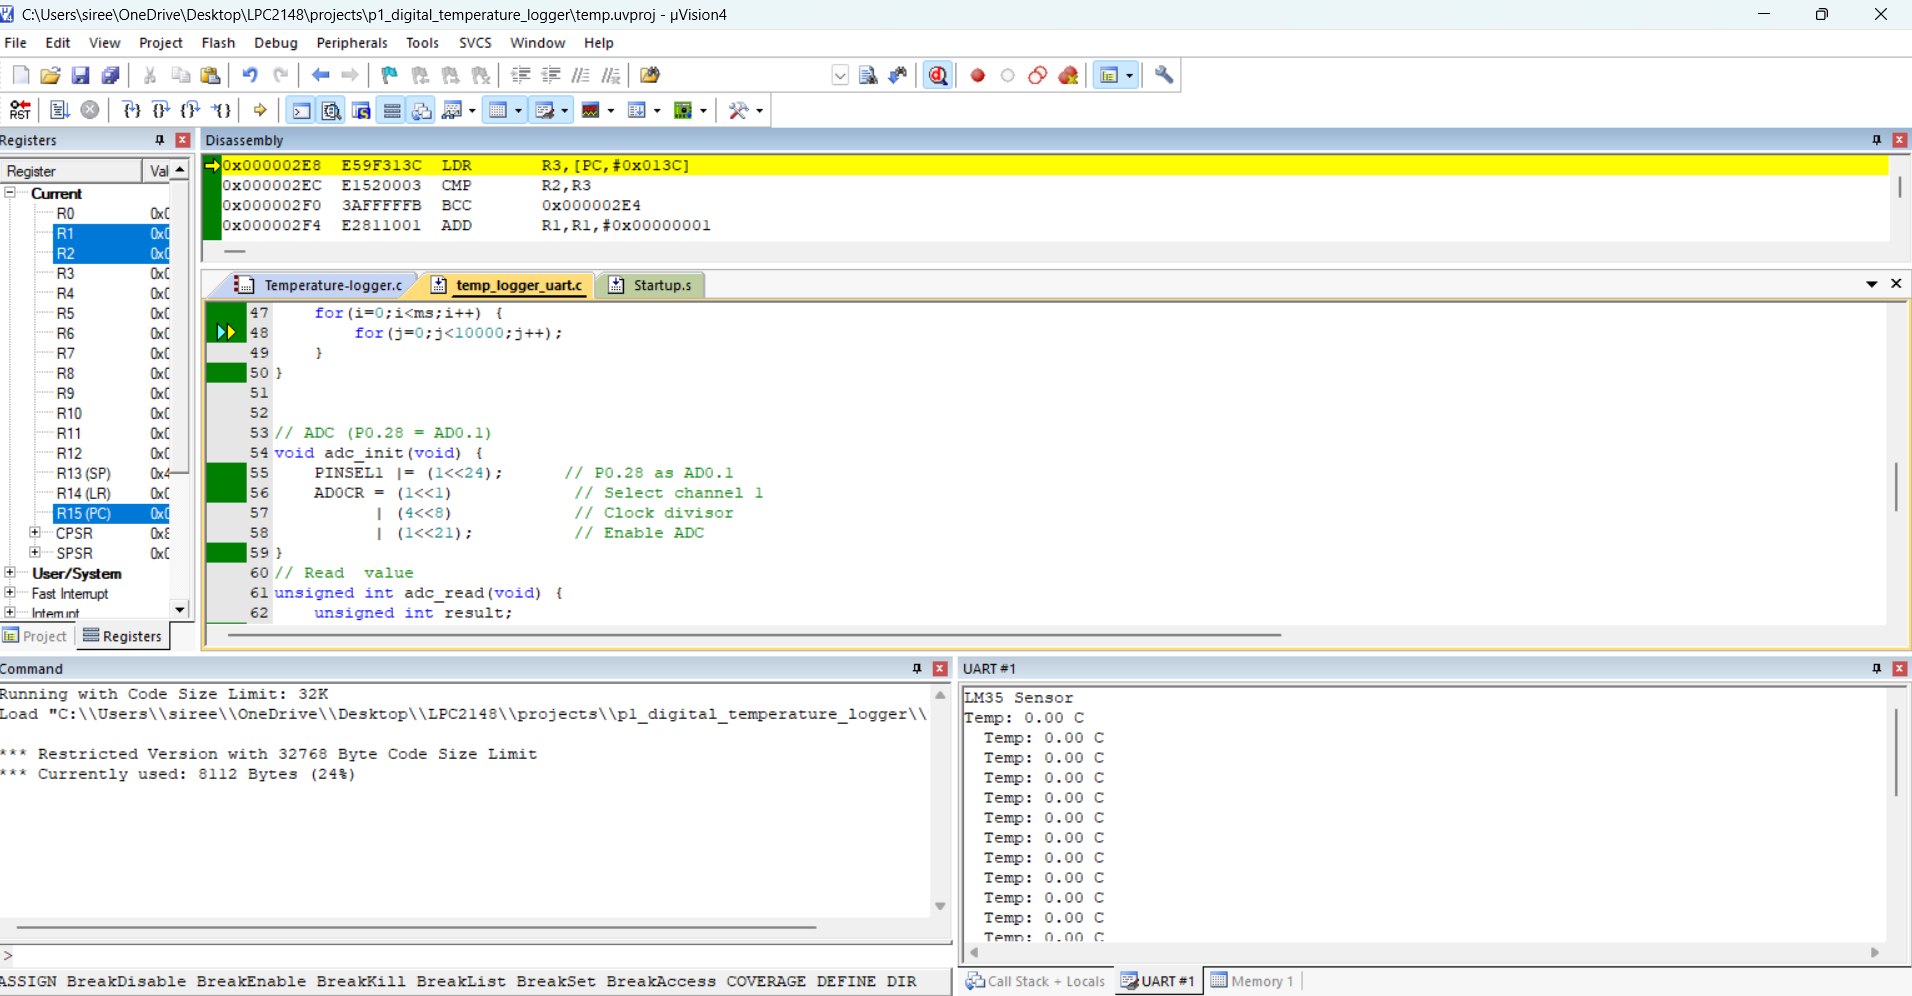 C:\Users\siree\OneDrive\Desktop\LPC2148\projects\p1_digital_temperature_logger\temp.uvproj - µVision4
File Edit View Project Flash Debug Peripherals Tools SVCS Window Help
RST
Registers
Register Val
Current
R0 0x0
R1 0x0
R2 0x0
R3 0x0
R4 0x0
R5 0x0
R6 0x0
R7 0x0
R8 0x0
R9 0x0
R10 0x0
R11 0x0
R12 0x0
R13 (SP) 0x4
R14 (LR) 0x0
R15 (PC) 0x0
CPSR 0x8
SPSR 0x0
User/System
Fast Interrupt
Interrupt
Project Registers
Disassembly
0x000002E8 E59F313C LDR R3,[PC,#0x013C]
0x000002EC E1520003 CMP R2,R3
0x000002F0 3AFFFFFB BCC 0x000002E4
0x000002F4 E2811001 ADD R1,R1,#0x00000001
Temperature-logger.c temp_logger_uart.c Startup.s
47 for(i=0;i<ms;i++) {
48 for(j=0;j<10000;j++);
49 }
50 }
51
52
53 // ADC (P0.28 = AD0.1)
54 void adc_init(void) {
55 PINSEL1 |= (1<<24); // P0.28 as AD0.1
56 AD0CR = (1<<1) // Select channel 1
57 | (4<<8) // Clock divisor
58 | (1<<21); // Enable ADC
59 }
60 // Read value
61 unsigned int adc_read(void) {
62 unsigned int result;
Command
Running with Code Size Limit: 32K
Load "C:\\Users\\siree\\OneDrive\\Desktop\\LPC2148\\projects\\p1_digital_temperature_logger\\
*** Restricted Version with 32768 Byte Code Size Limit
*** Currently used: 8112 Bytes (24%)
>
ASSIGN BreakDisable BreakEnable BreakKill BreakList BreakSet BreakAccess COVERAGE DEFINE DIR
UART #1
LM35 Sensor
Temp: 0.00 C
Temp: 0.00 C
Temp: 0.00 C
Temp: 0.00 C
Temp: 0.00 C
Temp: 0.00 C
Temp: 0.00 C
Temp: 0.00 C
Temp: 0.00 C
Temp: 0.00 C
Temp: 0.00 C
Temp: 0.00 C
Call Stack + Locals UART #1 Memory 1